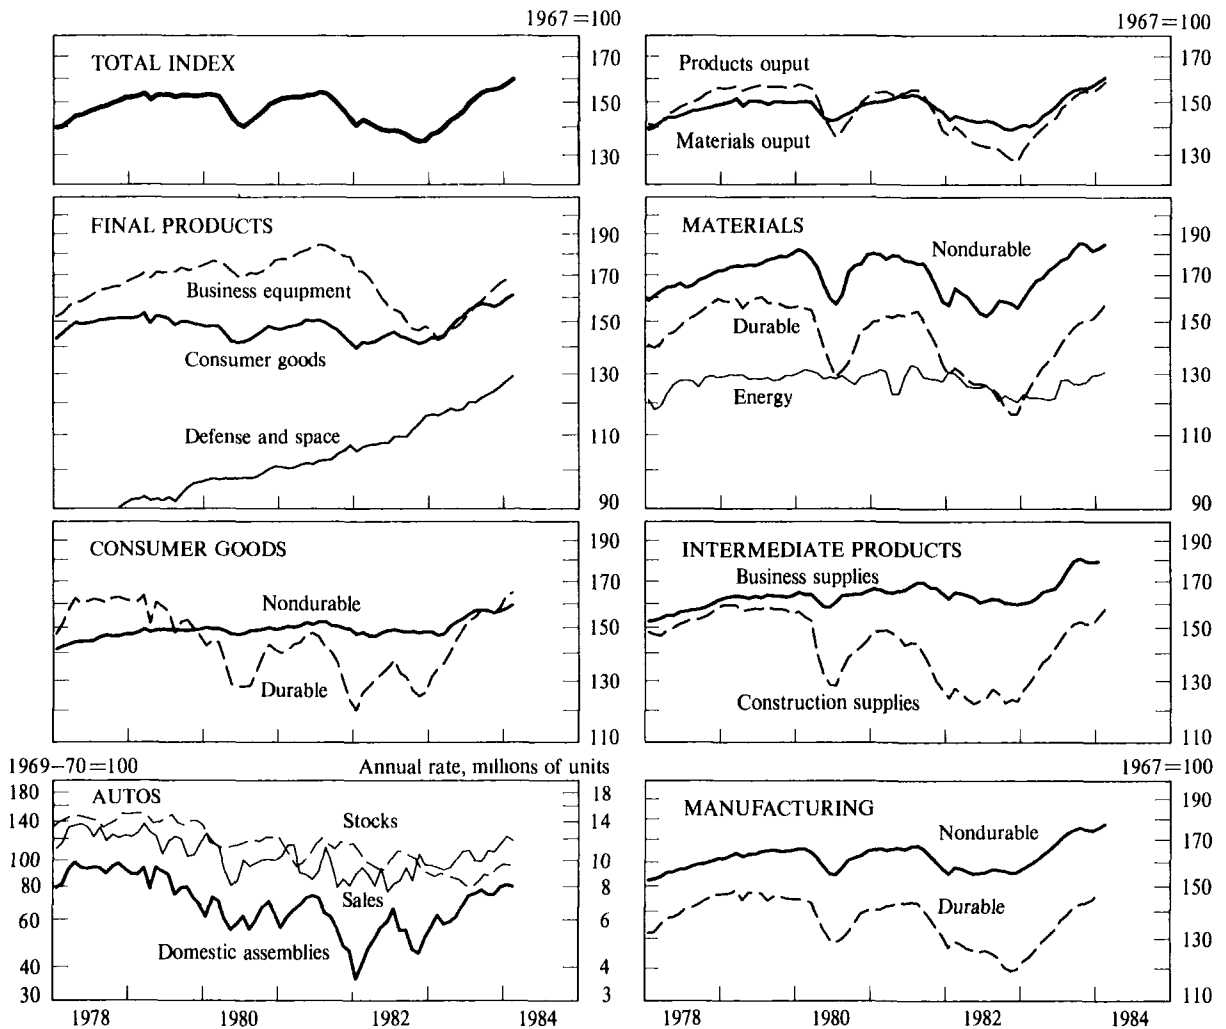 1967=100
TOTAL INDEX
170
150
130
1967=100
Products ouput
Materials ouput
170
150
130
FINAL PRODUCTS
Business equipment
Consumer goods
Defense and space
190
170
150
130
110
90
MATERIALS
Nondurable
Durable
Energy
190
170
150
130
110
90
CONSUMER GOODS
Nondurable
Durable
190
170
150
130
110
INTERMEDIATE PRODUCTS
Business supplies
Construction supplies
190
170
150
130
110
1969–70=100
Annual rate, millions of units
AUTOS
Stocks
Sales
Domestic assemblies
180
140
100
80
60
40
30
18
14
10
8
6
4
3
1978
1980
1982
1984
1967=100
MANUFACTURING
Nondurable
Durable
190
170
150
130
110
1978
1980
1982
1984